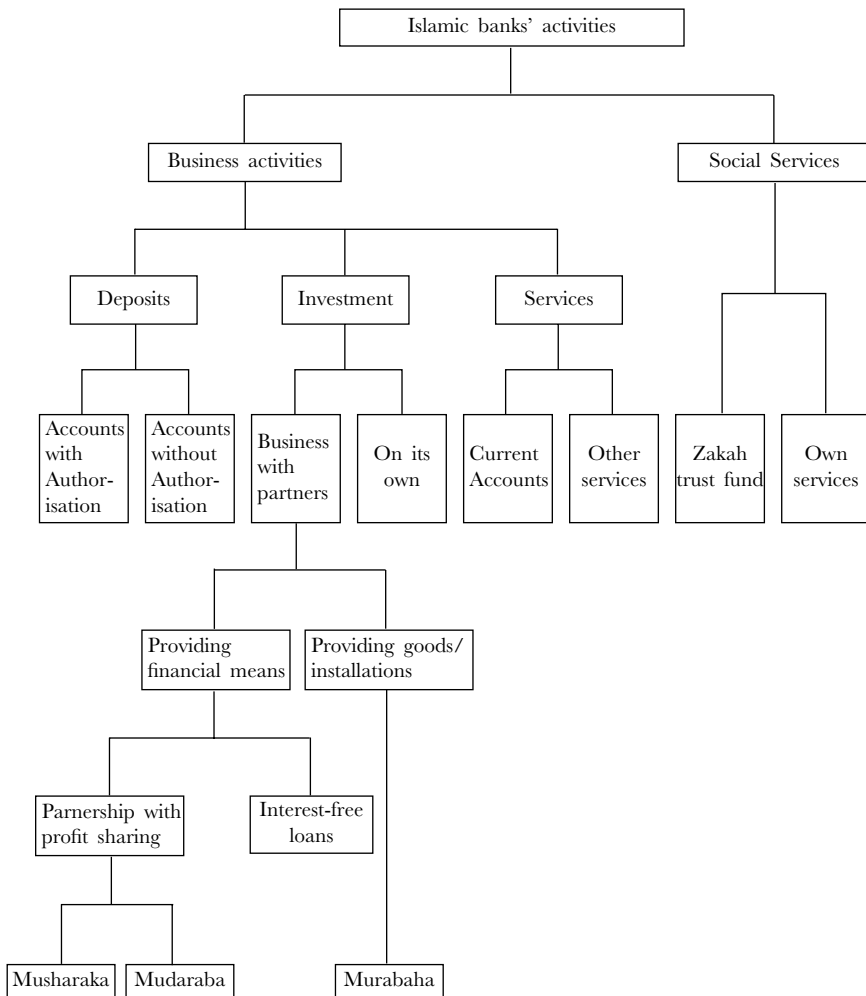 Islamic banks’ activities
Business activities
Social Services
Deposits
Investment
Services
Accounts
with
Author-
isation
Accounts
without
Author-
isation
Business
with
partners
On its
own
Current
Accounts
Other
services
Zakah
trust fund
Own
services
Providing
financial means
Providing goods/
installations
Parnership with
profit sharing
Interest-free
loans
Musharaka
Mudaraba
Murabaha